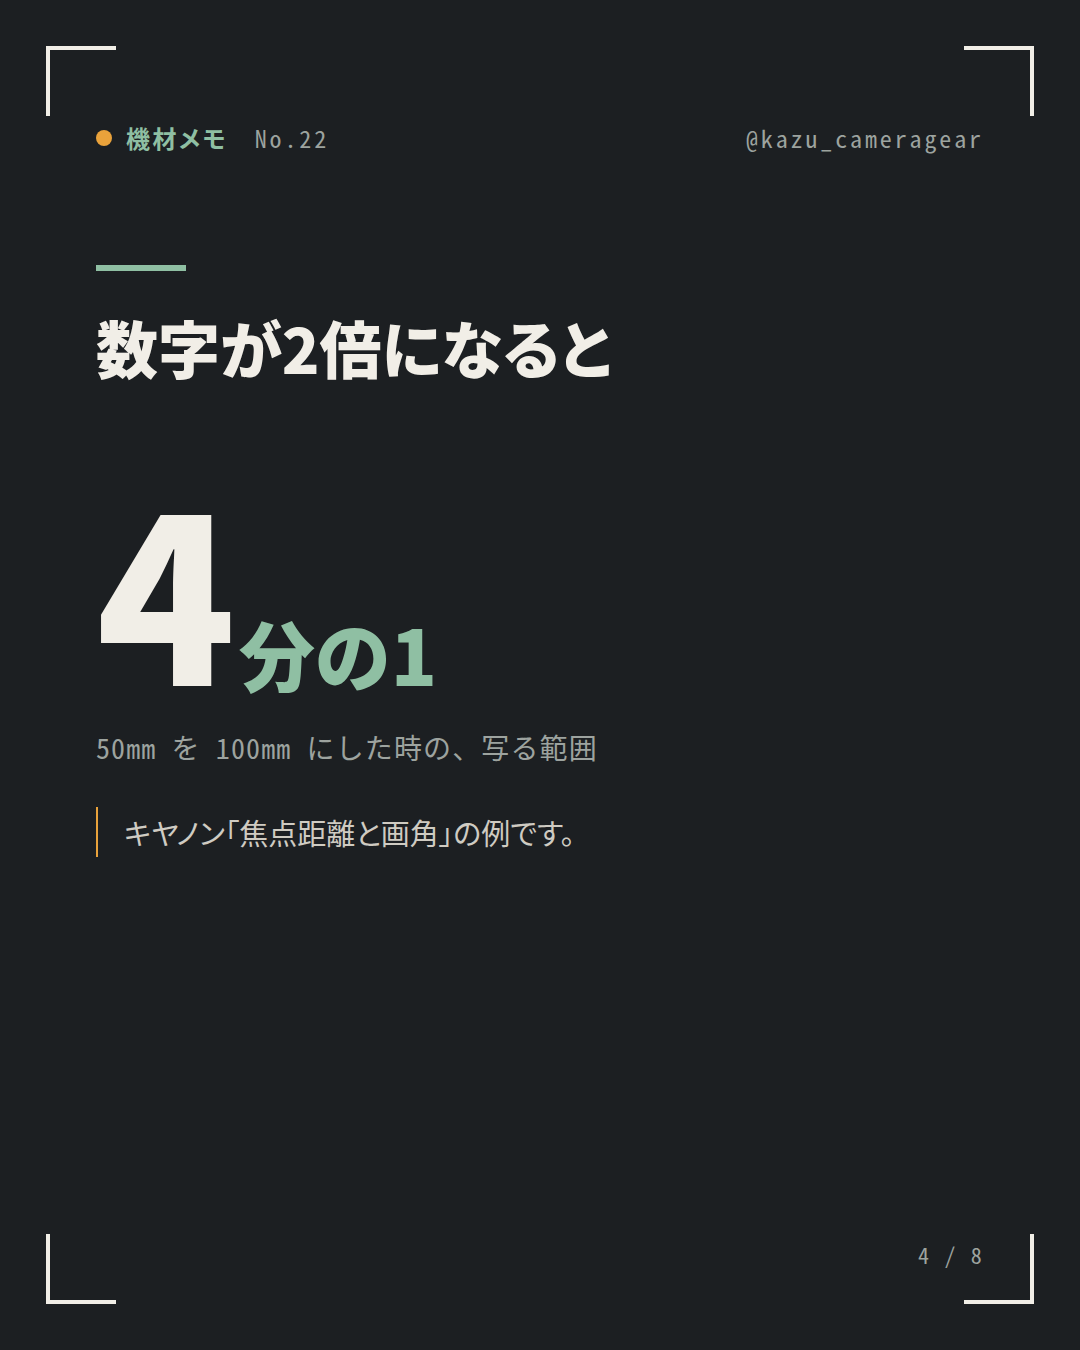 機材メモ No.22
@kazu_cameragear
数字が2倍になると
4分の1
50mm を 100mm にした時の、写る範囲
キヤノン「焦点距離と画角」の例です。
4 / 8